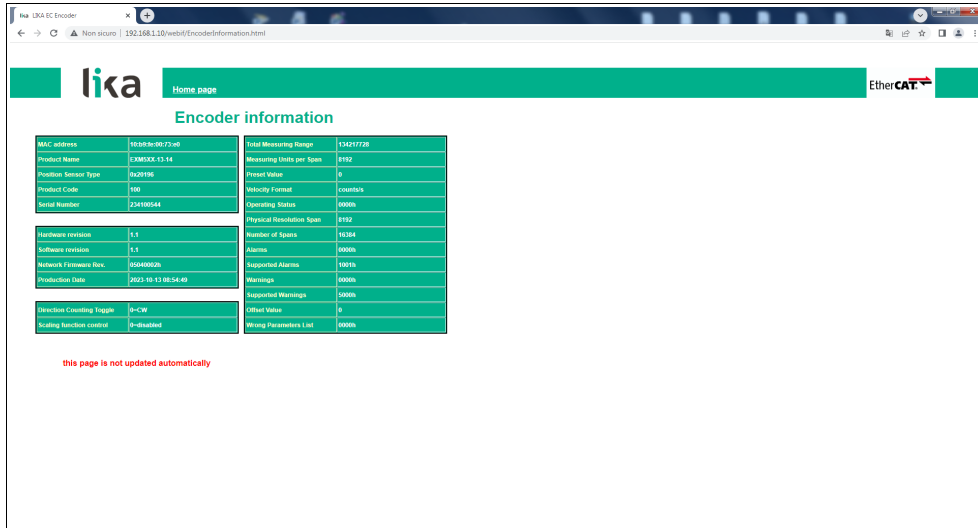 lika LIKA EC Encoder
Non sicuro | 192.168.1.10/webif/EncoderInformation.html
lika
Home page
EtherCAT
Encoder information
MAC address 10:b9:fe:00:73:e0
Product Name EXM5XX-13-14
Position Sensor Type 0x20196
Product Code 100
Serial Number 234100544
Hardware revision 1.1
Software revision 1.1
Network Firmware Rev. 05040002h
Production Date 2023-10-13 08:54:49
Direction Counting Toggle 0=CW
Scaling function control 0=disabled
Total Measuring Range 134217728
Measuring Units per Span 8192
Preset Value 0
Velocity Format counts/s
Operating Status 0000h
Physical Resolution Span 8192
Number of Spans 16384
Alarms 0000h
Supported Alarms 1001h
Warnings 0000h
Supported Warnings 5000h
Offset Value 0
Wrong Parameters List 0000h
this page is not updated automatically